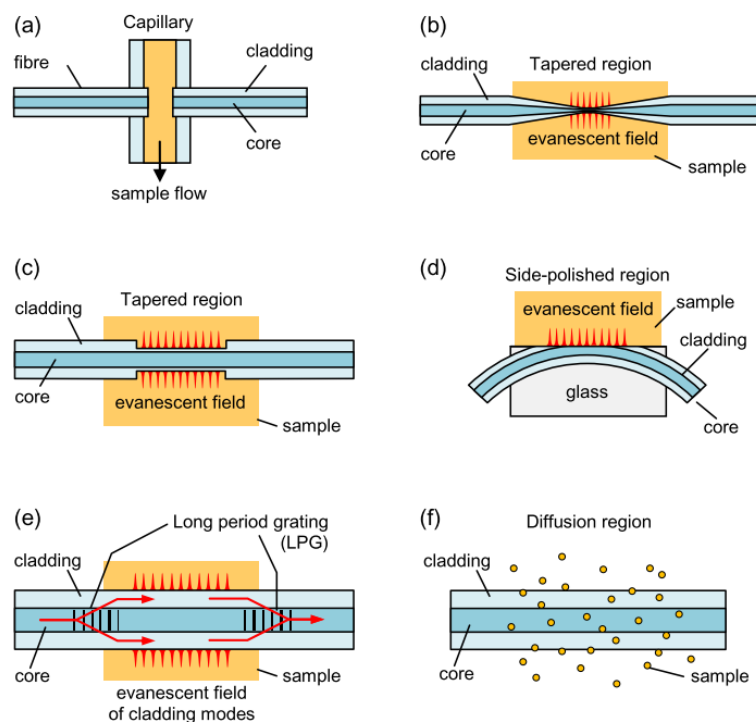 (a)
Capillary
fibre
cladding
core
sample flow
(b)
Tapered region
cladding
core
evanescent field
sample
(c)
Tapered region
cladding
core
evanescent field
sample
(d)
Side-polished region
evanescent field
sample
cladding
glass
core
(e)
Long period grating
(LPG)
cladding
core
sample
evanescent field
of cladding modes
(f)
Diffusion region
cladding
core
sample